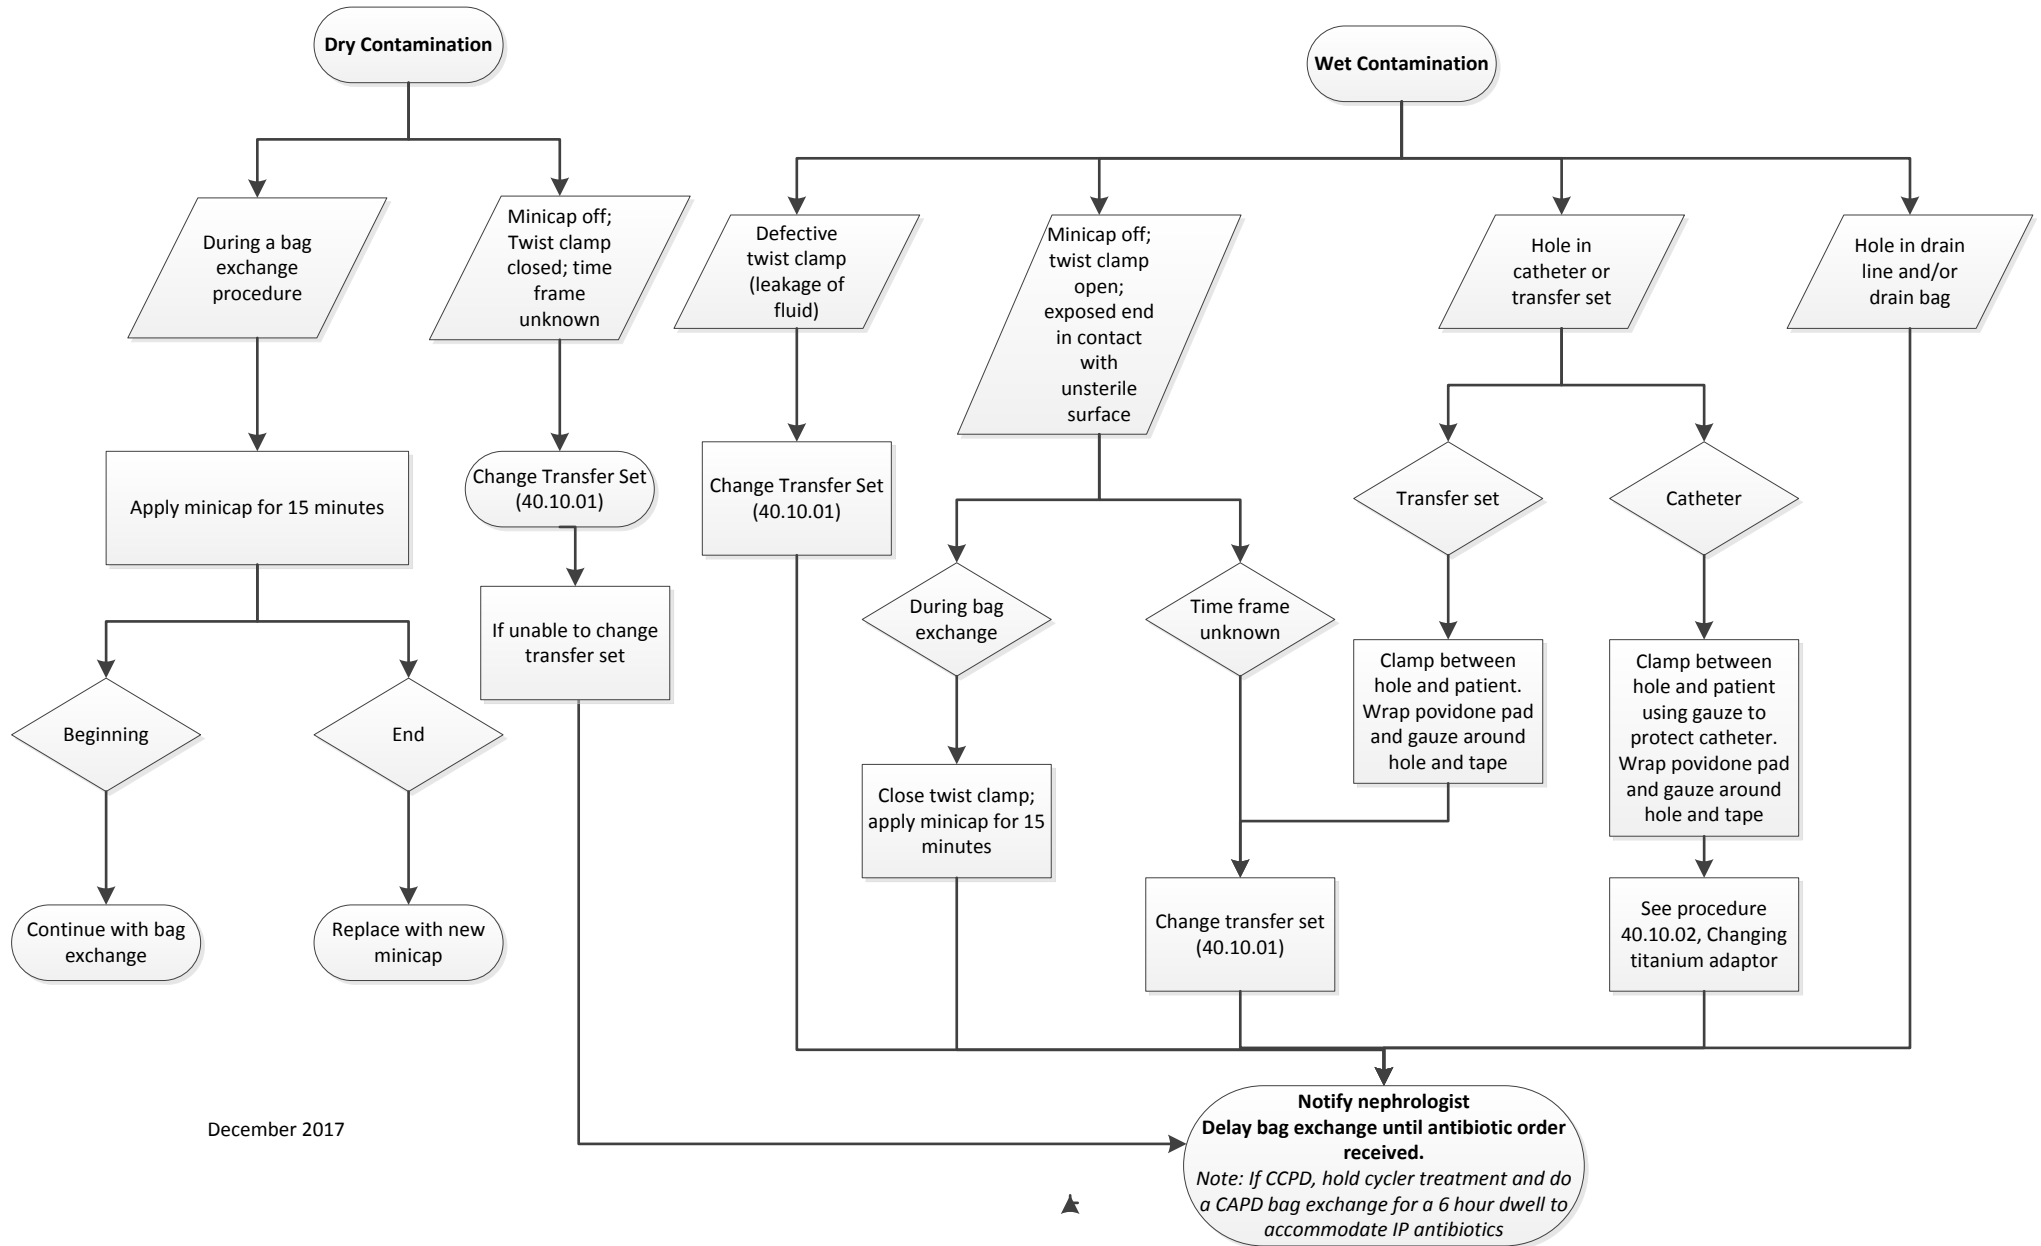 Dry Contamination
Wet Contamination
During a bag
exchange
procedure
Minicap off;
Twist clamp
closed; time
frame
unknown
Defective
twist clamp
(leakage of
fluid)
Minicap off;
twist clamp
open;
exposed end
in contact
with
unsterile
surface
Hole in
catheter or
transfer set
Hole in drain
line and/or
drain bag
Apply minicap for 15 minutes
Change Transfer Set
(40.10.01)
Change Transfer Set
(40.10.01)
Transfer set
Catheter
If unable to change
transfer set
During bag
exchange
Time frame
unknown
Beginning
End
Clamp between
hole and patient.
Wrap povidone pad
and gauze around
hole and tape
Clamp between
hole and patient
using gauze to
protect catheter.
Wrap povidone pad
and gauze around
hole and tape
Close twist clamp;
apply minicap for 15
minutes
Continue with bag
exchange
Replace with new
minicap
Change transfer set
(40.10.01)
See procedure
40.10.02, Changing
titanium adaptor
December 2017
Notify nephrologist
Delay bag exchange until antibiotic order
received.
Note: If CCPD, hold cycler treatment and do
a CAPD bag exchange for a 6 hour dwell to
accommodate IP antibiotics